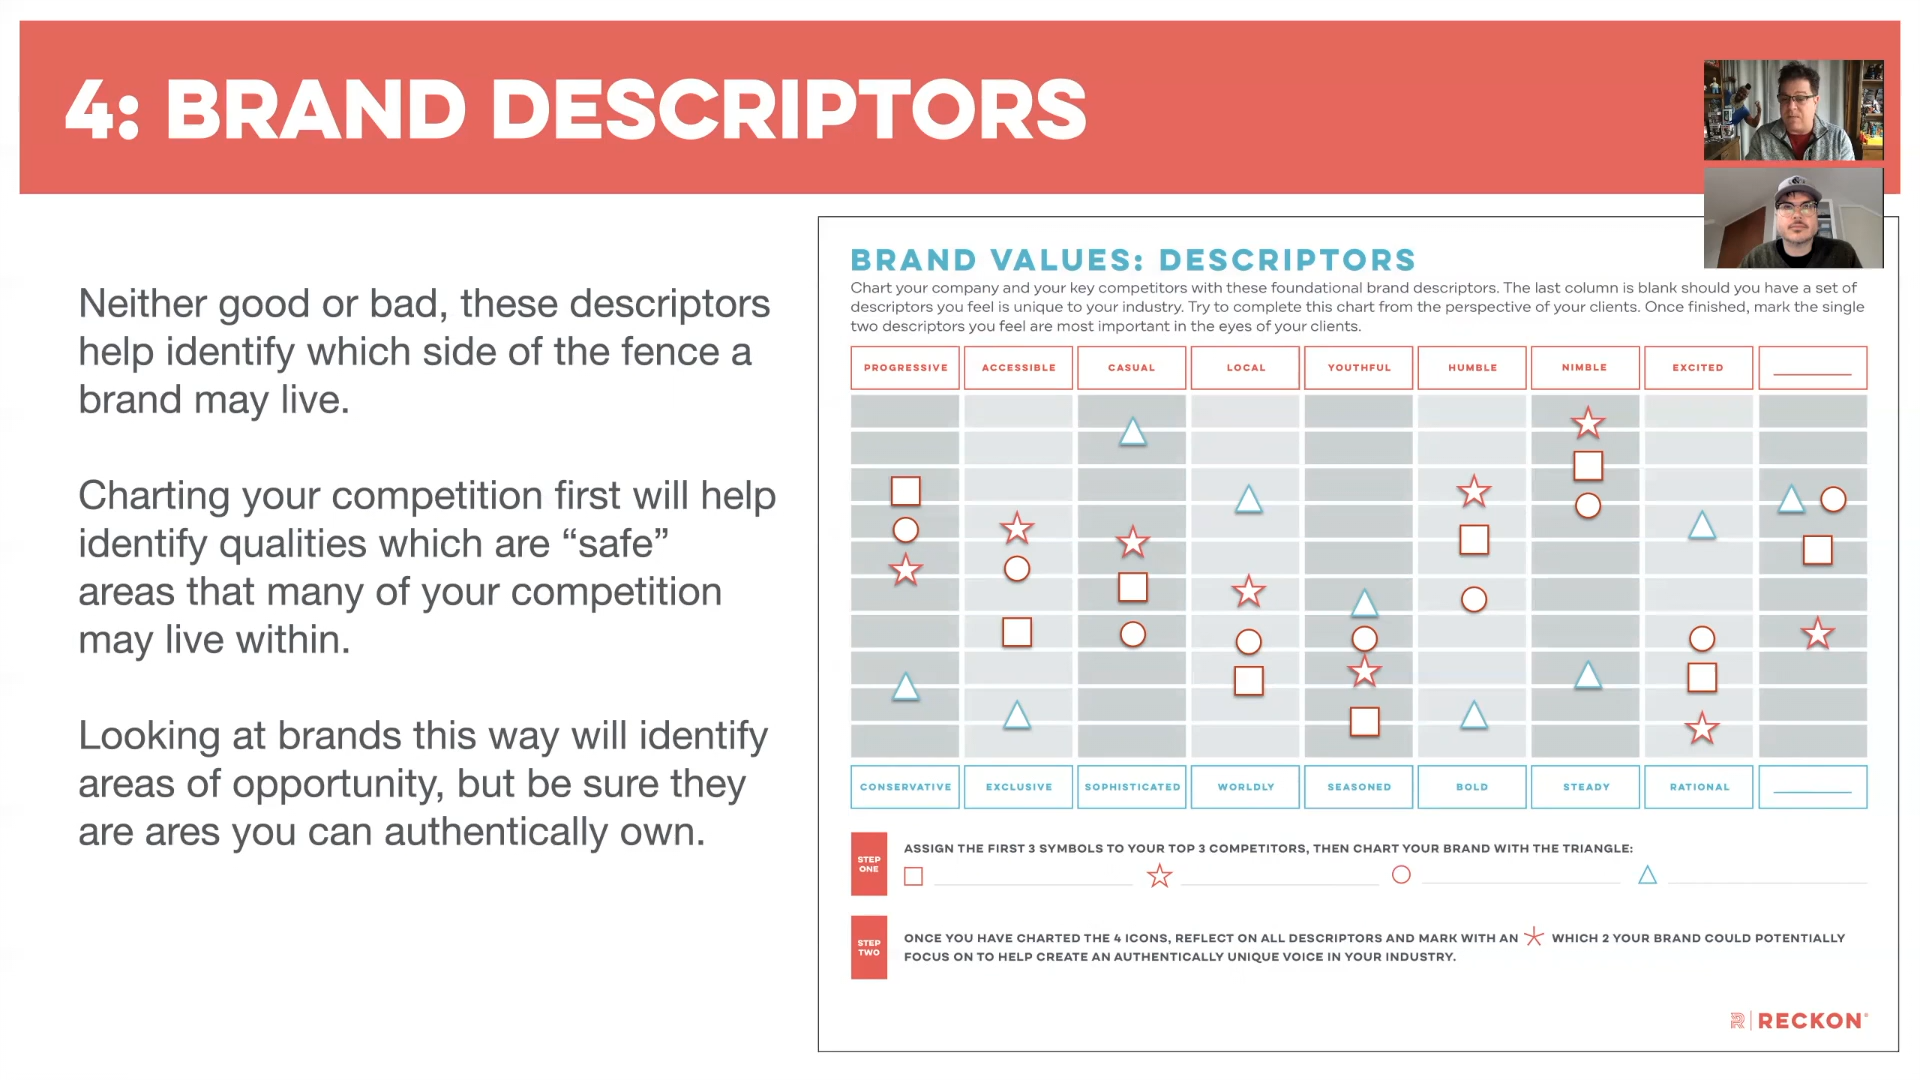 4: BRAND DESCRIPTORS
Neither good or bad, these descriptors
help identify which side of the fence a
brand may live.
Charting your competition first will help
identify qualities which are “safe”
areas that many of your competition
may live within.
Looking at brands this way will identify
areas of opportunity, but be sure they
are ares you can authentically own.
BRAND VALUES: DESCRIPTORS
Chart your company and your key competitors with these foundational brand descriptors. The last column is blank should you have a set of
descriptors you feel is unique to your industry. Try to complete this chart from the perspective of your clients. Once finished, mark the single
two descriptors you feel are most important in the eyes of your clients.
PROGRESSIVE ACCESSIBLE CASUAL LOCAL YOUTHFUL HUMBLE NIMBLE EXCITED
CONSERVATIVE EXCLUSIVE SOPHISTICATED WORLDLY SEASONED BOLD STEADY RATIONAL
STEP
ONE
ASSIGN THE FIRST 3 SYMBOLS TO YOUR TOP 3 COMPETITORS, THEN CHART YOUR BRAND WITH THE TRIANGLE:
STEP
TWO
ONCE YOU HAVE CHARTED THE 4 ICONS, REFLECT ON ALL DESCRIPTORS AND MARK WITH AN WHICH 2 YOUR BRAND COULD POTENTIALLY
FOCUS ON TO HELP CREATE AN AUTHENTICALLY UNIQUE VOICE IN YOUR INDUSTRY.
R RECKON